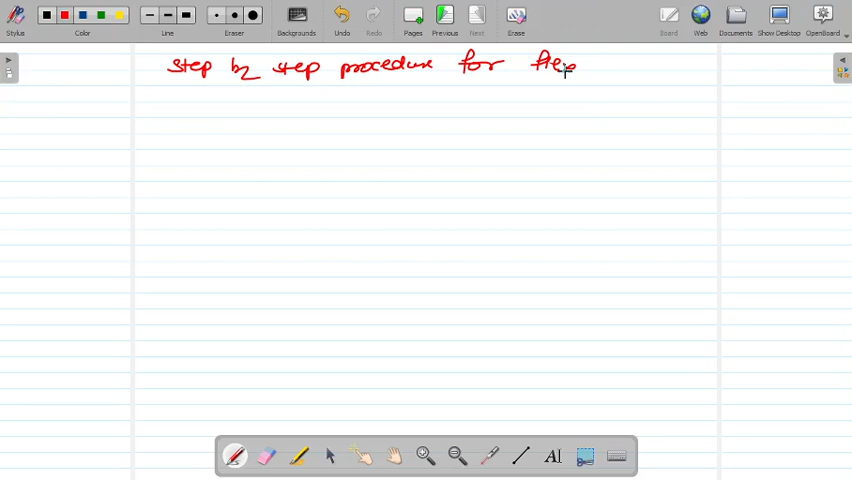 Stylus
Color
Line
Eraser
Backgrounds
Undo
Redo
Pages
Previous
Next
Erase
Board
Web
Documents
Show Desktop
OpenBoard
step by step procedure for
AI